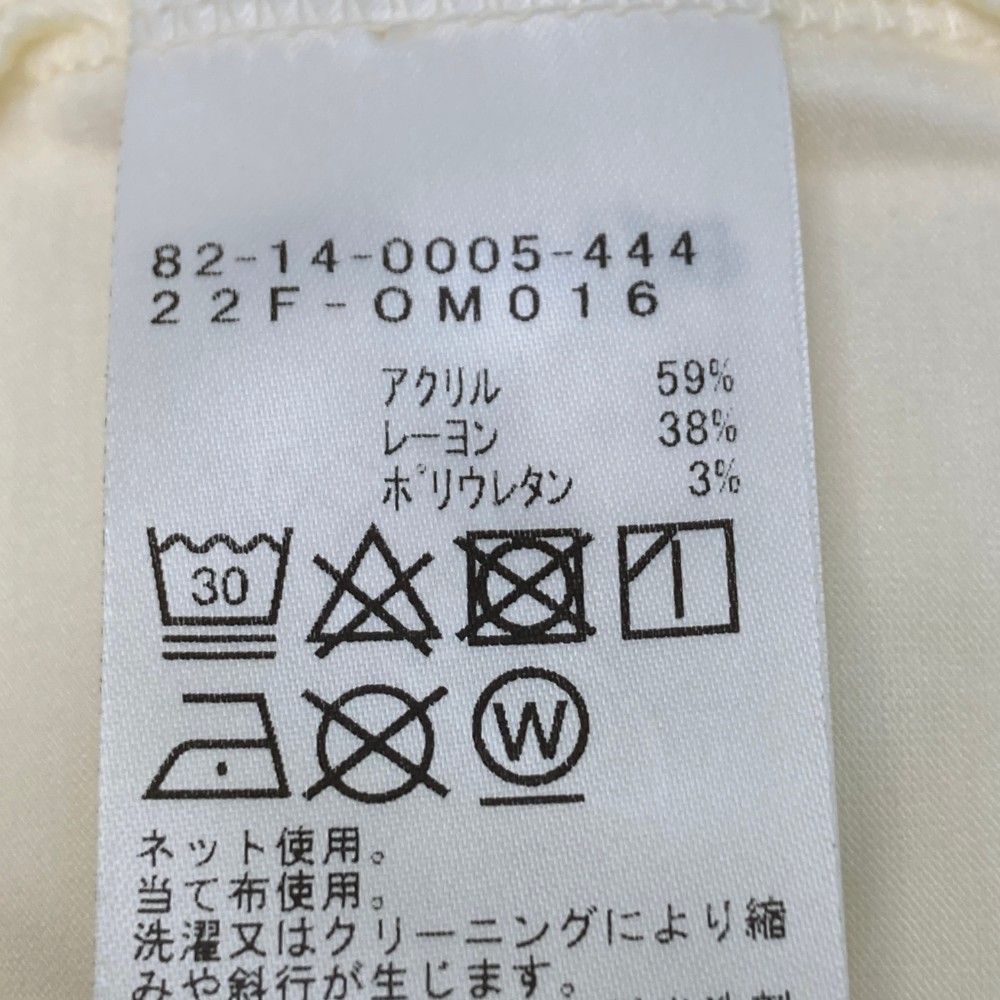 82-14-0005-444
22F-OM016
アクリル 59%
レーヨン 38%
ポリウレタン 3%
30
W
ネット使用。
当て布使用。
洗濯又はクリーニングにより縮
みや斜行が生じます。